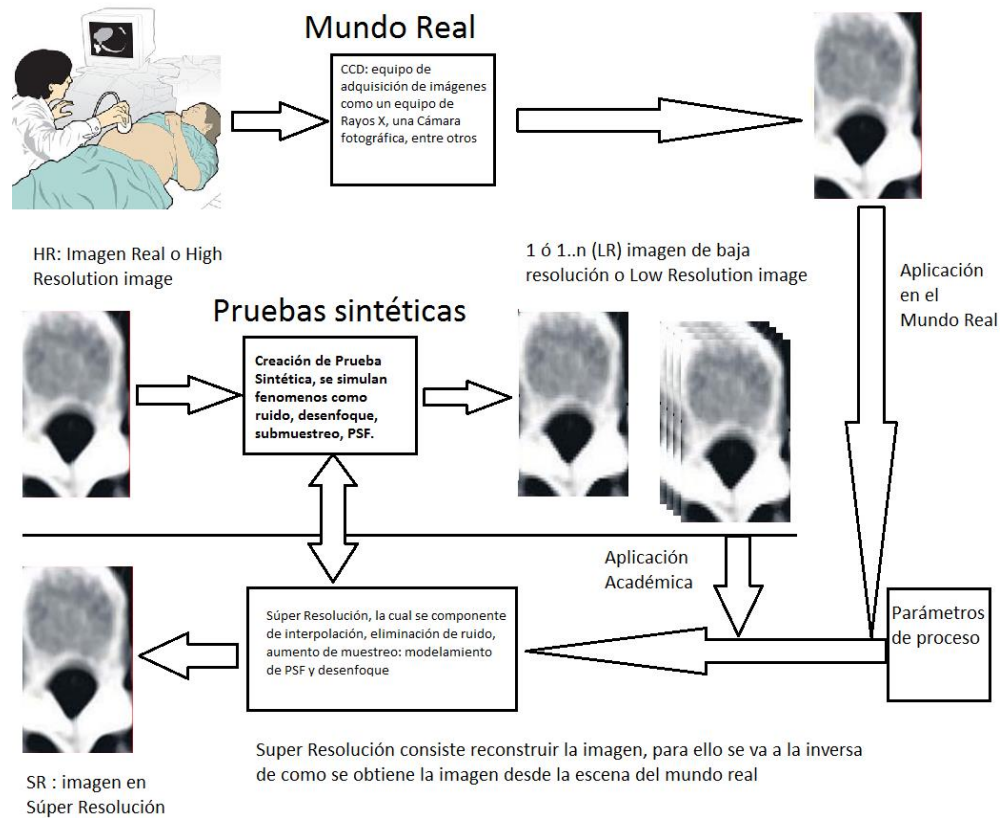 Mundo Real
CCD: equipo de
adquisición de imágenes
como un equipo de
Rayos X, una Cámara
fotográfica, entre otros
HR: Imagen Real o High
Resolution image
1 ó 1..n (LR) imagen de baja
resolución o Low Resolution image
Aplicación
en el
Mundo Real
Pruebas sintéticas
Creación de Prueba
Sintética, se simulan
fenomenos como
ruido, desenfoque,
submuestreo, PSF.
Aplicación
Académica
Súper Resolución, la cual se componente
de interpolación, eliminación de ruido,
aumento de muestreo: modelamiento
de PSF y desenfoque
Parámetros
de proceso
Super Resolución consiste reconstruir la imagen, para ello se va a la inversa
de como se obtiene la imagen desde la escena del mundo real
SR : imagen en
Súper Resolución